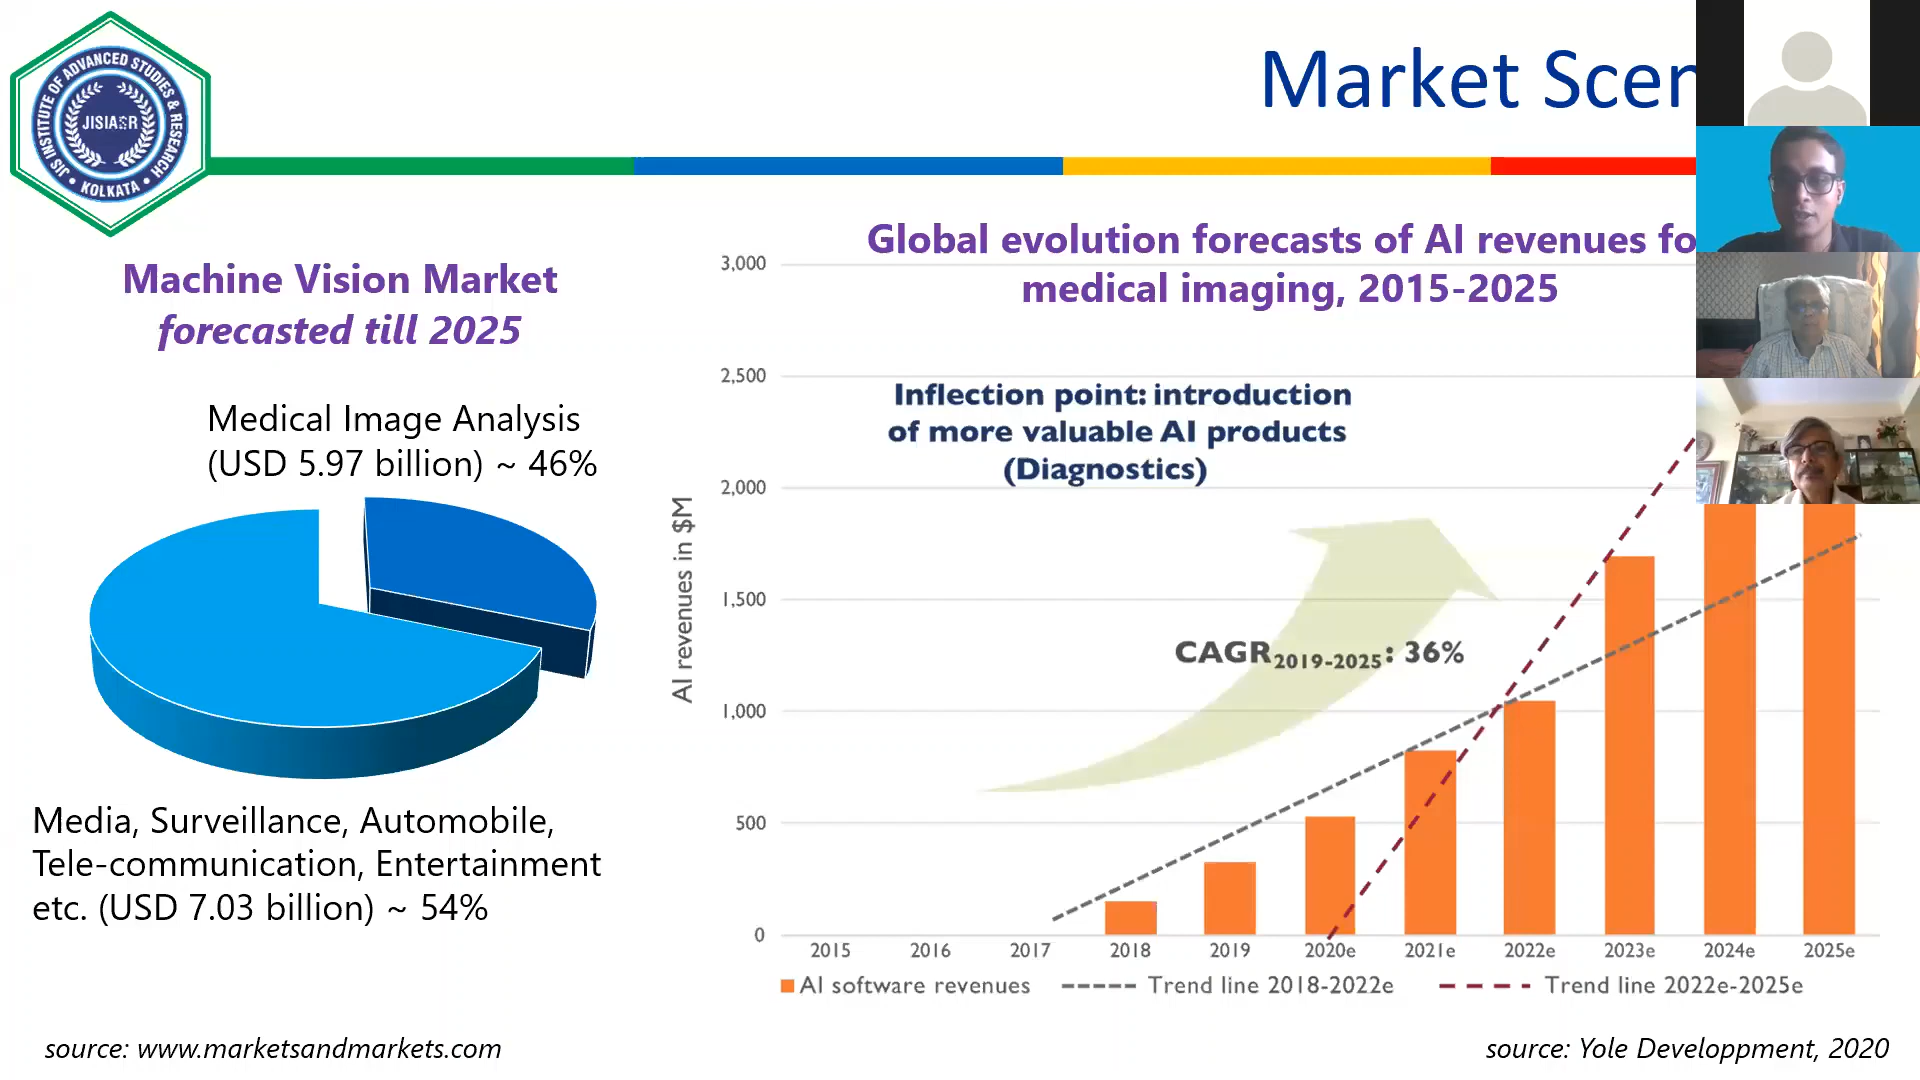 JIS INSTITUTE OF ADVANCED STUDIES & RESEARCH
JISIASR
• KOLKATA •
Market Scen
Machine Vision Market
forecasted till 2025
Medical Image Analysis
(USD 5.97 billion) ~ 46%
Media, Surveillance, Automobile,
Tele-communication, Entertainment
etc. (USD 7.03 billion) ~ 54%
source: www.marketsandmarkets.com
Global evolution forecasts of AI revenues fo
medical imaging, 2015-2025
Inflection point: introduction
of more valuable AI products
(Diagnostics)
CAGR2019-2025: 36%
AI revenues in $M
3,000
2,500
2,000
1,500
1,000
500
0
2015 2016 2017 2018 2019 2020e 2021e 2022e 2023e 2024e 2025e
AI software revenues Trend line 2018-2022e Trend line 2022e-2025e
source: Yole Developpment, 2020